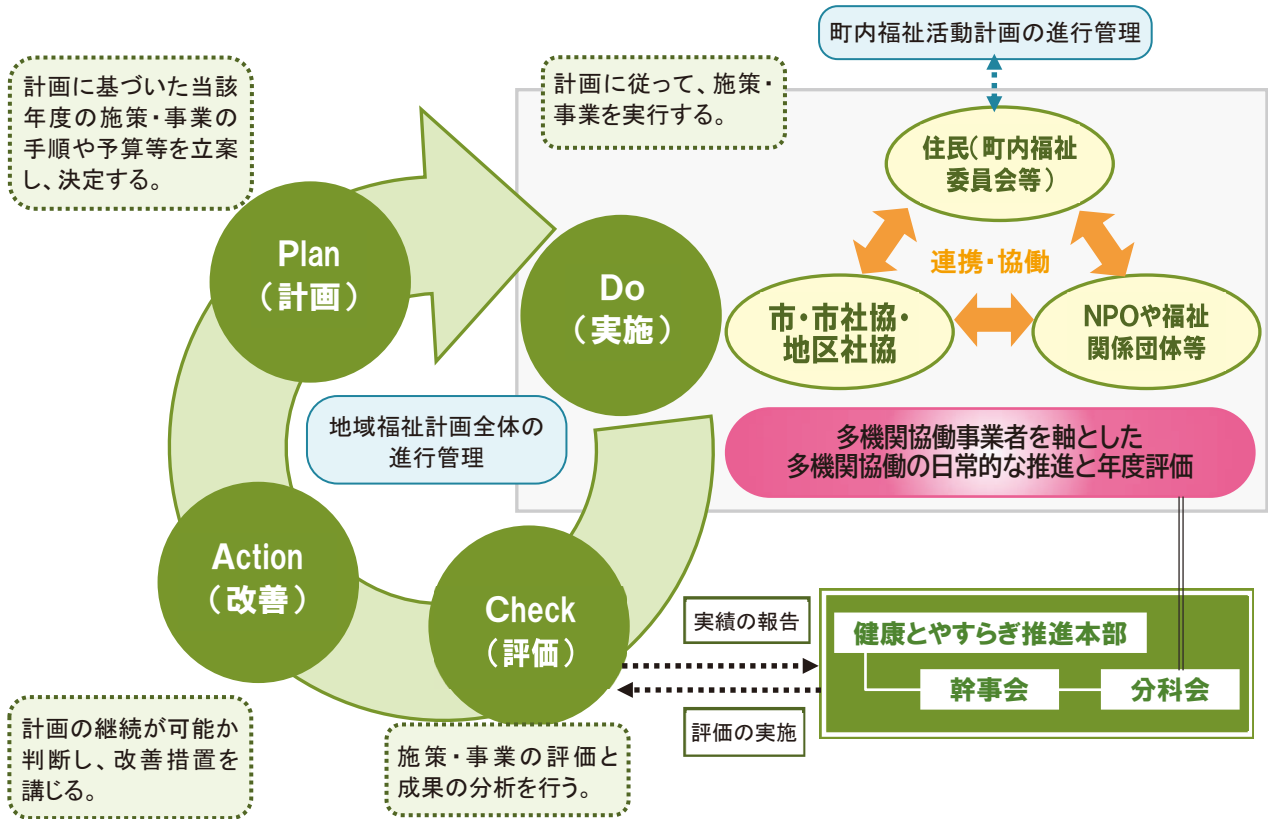 町内福祉活動計画の進行管理
計画に基づいた当該
年度の施策・事業の
手順や予算等を立案
し、決定する。
計画に従って、施策・
事業を実行する。
住民（町内福祉
委員会等）
Plan
（計画）
Do
（実施）
連携・協働
市・市社協・
地区社協
NPOや福祉
関係団体等
地域福祉計画全体の
進行管理
多機関協働事業者を軸とした
多機関協働の日常的な推進と年度評価
Action
（改善）
Check
（評価）
実績の報告
健康とやすらぎ推進本部
幹事会
分科会
評価の実施
計画の継続が可能か
判断し、改善措置を
講じる。
施策・事業の評価と
成果の分析を行う。